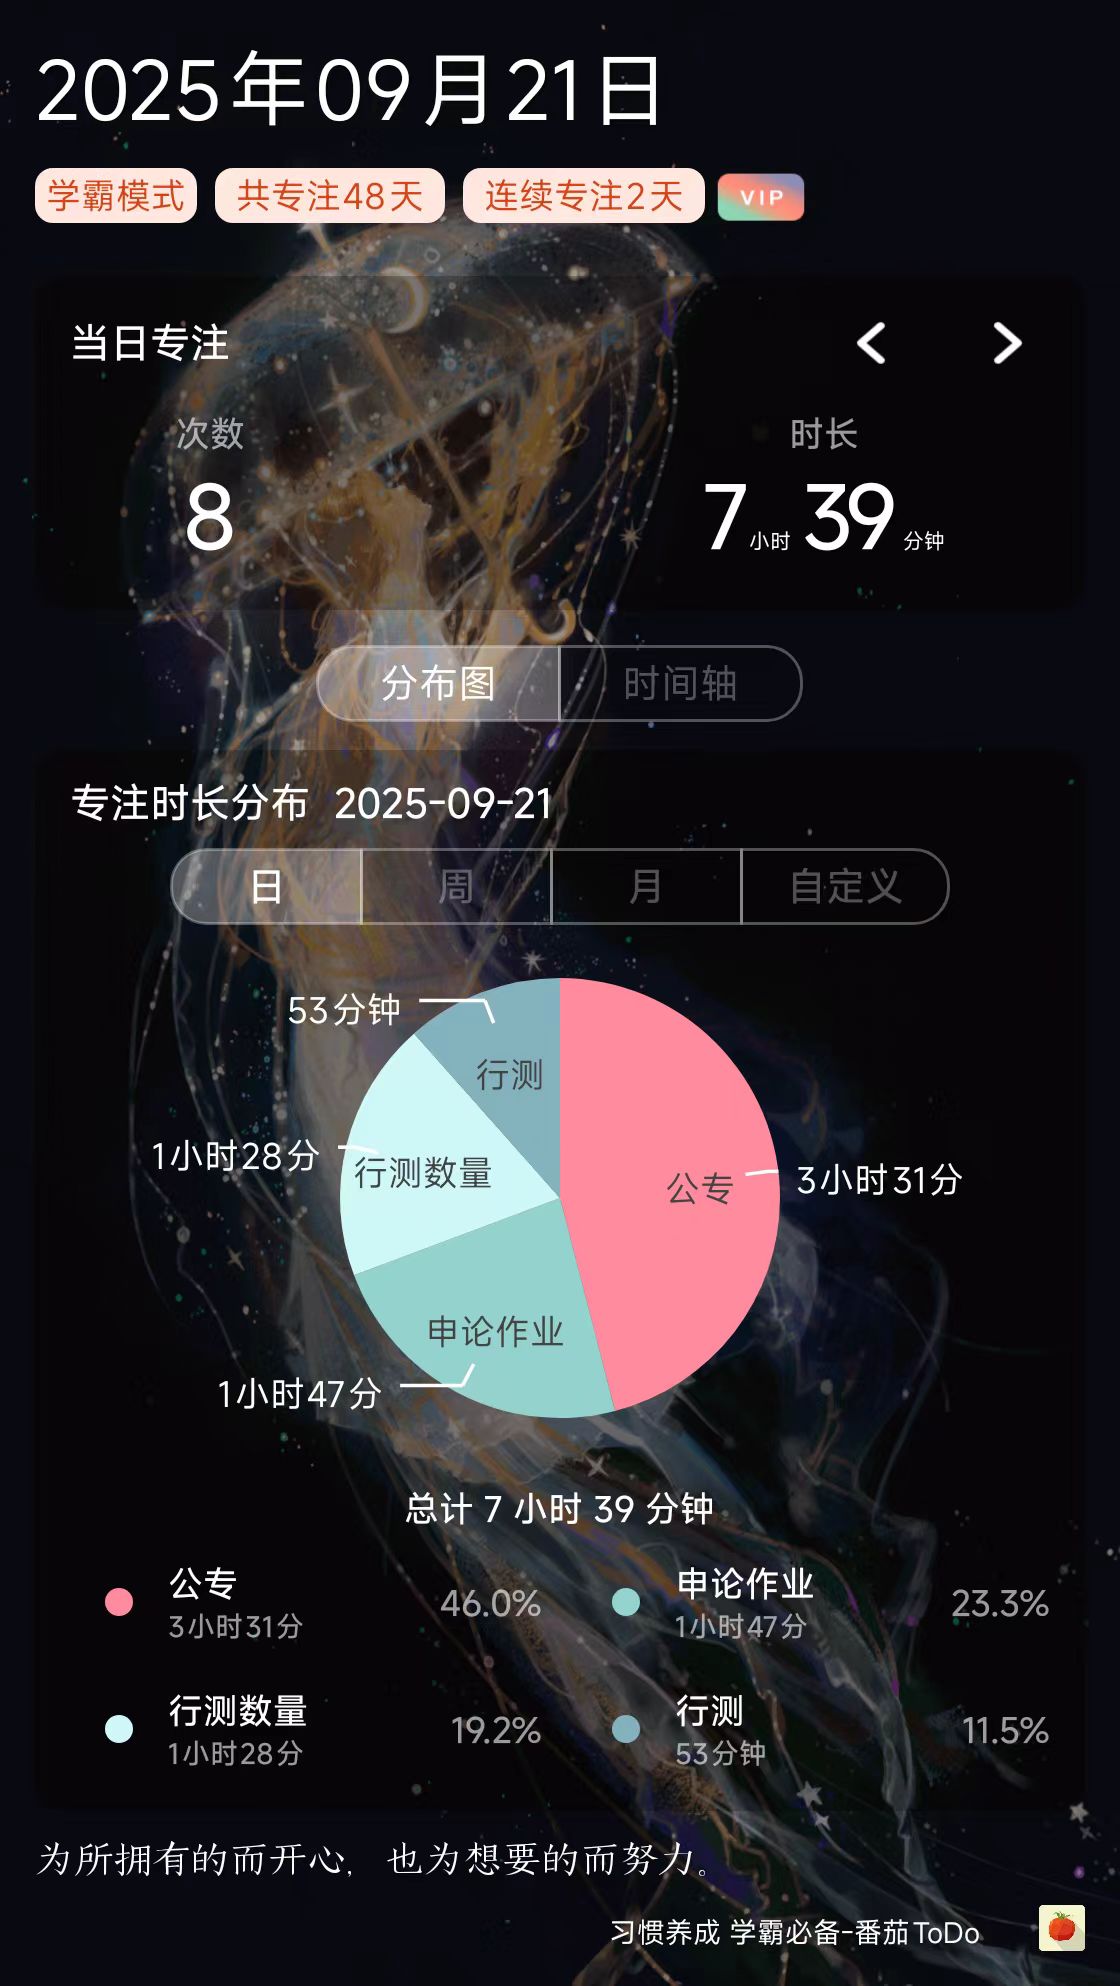 2025年09月21日
学霸模式 共专注48天 连续专注2天 VIP
当日专注
次数 时长
8 7小时39分钟
分布图 时间轴
专注时长分布 2025-09-21
日 周 月 自定义
53分钟
行测
1小时28分
行测数量
公专
3小时31分
申论作业
1小时47分
总计 7 小时 39 分钟
公专 46.0% 申论作业 23.3%
3小时31分 1小时47分
行测数量 19.2% 行测 11.5%
1小时28分 53分钟
为所拥有的而开心，也为想要的而努力。
习惯养成 学霸必备-番茄ToDo